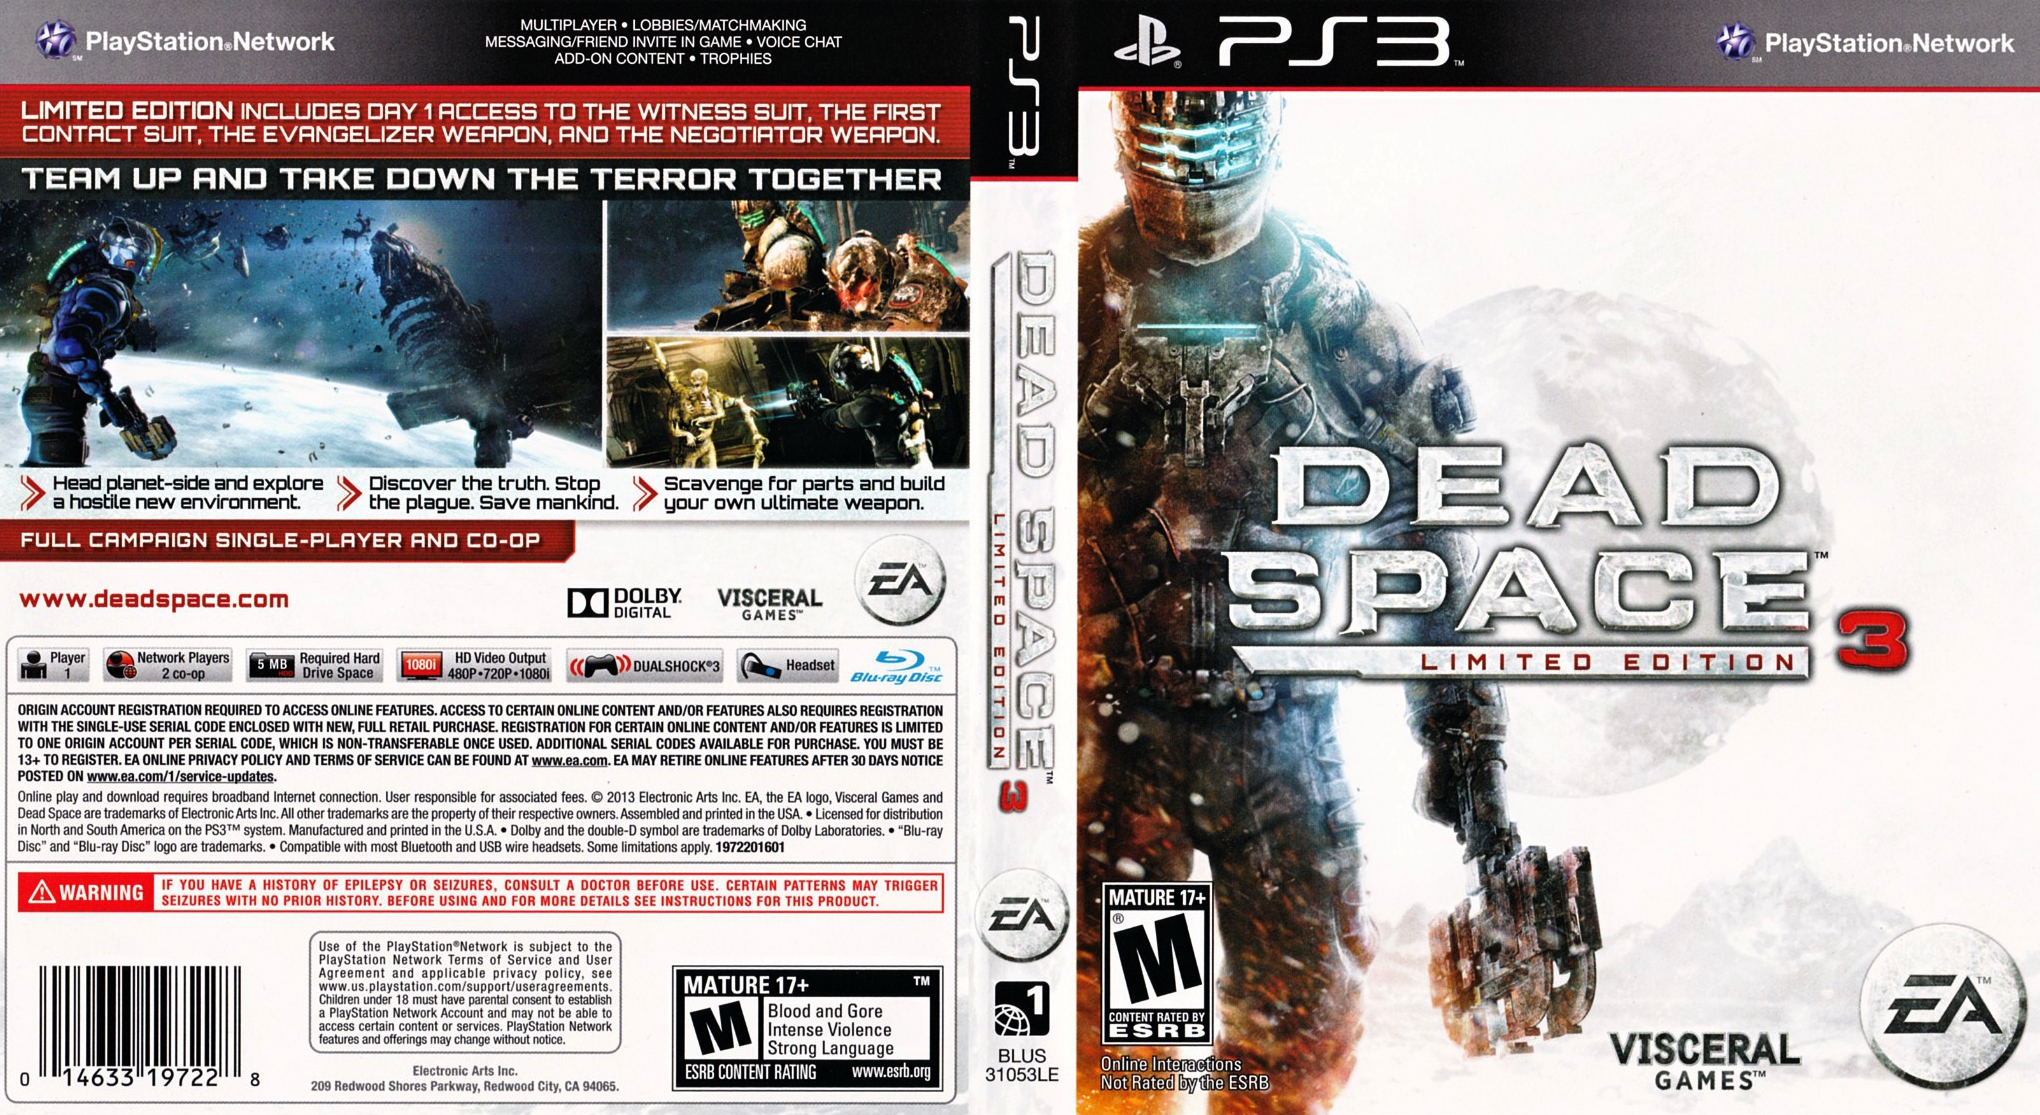 PlayStation®Network
SM
MULTIPLAYER • LOBBIES/MATCHMAKING
MESSAGING/FRIEND INVITE IN GAME • VOICE CHAT
ADD-ON CONTENT • TROPHIES
LIMITED EDITION INCLUDES DAY 1 ACCESS TO THE WITNESS SUIT, THE FIRST
CONTACT SUIT, THE EVANGELIZER WEAPON, AND THE NEGOTIATOR WEAPON.
TEAM UP AND TAKE DOWN THE TERROR TOGETHER
Head planet-side and explore
a hostile new environment.
Discover the truth. Stop
the plague. Save mankind.
Scavenge for parts and build
your own ultimate weapon.
FULL CAMPAIGN SINGLE-PLAYER AND CO-OP
www.deadspace.com
DOLBY
DIGITAL
VISCERAL
GAMES™
EA™
Player
1
Network Players
2 co-op
5 MB
HDD
Required Hard
Drive Space
1080i
HD Video Output
480P•720P•1080i
DUALSHOCK®3
Headset
Blu-ray Disc™
ORIGIN ACCOUNT REGISTRATION REQUIRED TO ACCESS ONLINE FEATURES. ACCESS TO CERTAIN ONLINE CONTENT AND/OR FEATURES ALSO REQUIRES REGISTRATION
WITH THE SINGLE-USE SERIAL CODE ENCLOSED WITH NEW, FULL RETAIL PURCHASE. REGISTRATION FOR CERTAIN ONLINE CONTENT AND/OR FEATURES IS LIMITED
TO ONE ORIGIN ACCOUNT PER SERIAL CODE, WHICH IS NON-TRANSFERABLE ONCE USED. ADDITIONAL SERIAL CODES AVAILABLE FOR PURCHASE. YOU MUST BE
13+ TO REGISTER. EA ONLINE PRIVACY POLICY AND TERMS OF SERVICE CAN BE FOUND AT www.ea.com. EA MAY RETIRE ONLINE FEATURES AFTER 30 DAYS NOTICE
POSTED ON www.ea.com/1/service-updates.
Online play and download requires broadband Internet connection. User responsible for associated fees. © 2013 Electronic Arts Inc. EA, the EA logo, Visceral Games and
Dead Space are trademarks of Electronic Arts Inc. All other trademarks are the property of their respective owners. Assembled and printed in the USA. • Licensed for distribution
in North and South America on the PS3™ system. Manufactured and printed in the U.S.A. • Dolby and the double-D symbol are trademarks of Dolby Laboratories. • “Blu-ray
Disc” and “Blu-ray Disc” logo are trademarks. • Compatible with most Bluetooth and USB wire headsets. Some limitations apply. 1972201601
WARNING
IF YOU HAVE A HISTORY OF EPILEPSY OR SEIZURES, CONSULT A DOCTOR BEFORE USE. CERTAIN PATTERNS MAY TRIGGER
SEIZURES WITH NO PRIOR HISTORY. BEFORE USING AND FOR MORE DETAILS SEE INSTRUCTIONS FOR THIS PRODUCT.
0 14633 19722 8
Use of the PlayStation®Network is subject to the
PlayStation Network Terms of Service and User
Agreement and applicable privacy policy, see
www.us.playstation.com/support/useragreements.
Children under 18 must have parental consent to establish
a PlayStation Network Account and may not be able to
access certain content or services. PlayStation Network
features and offerings may change without notice.
Electronic Arts Inc.
209 Redwood Shores Parkway, Redwood City, CA 94065.
MATURE 17+ ™
M
Blood and Gore
Intense Violence
Strong Language
ESRB CONTENT RATING www.esrb.org
PS3™
DEAD SPACE™ 3
LIMITED EDITION
EA™
1
BLUS
31053LE
PS3™
PlayStation®Network
SM
DEAD
SPACE™
3
LIMITED EDITION
MATURE 17+
®
M
CONTENT RATED BY
ESRB
Online Interactions
Not Rated by the ESRB
VISCERAL
GAMES™
EA™